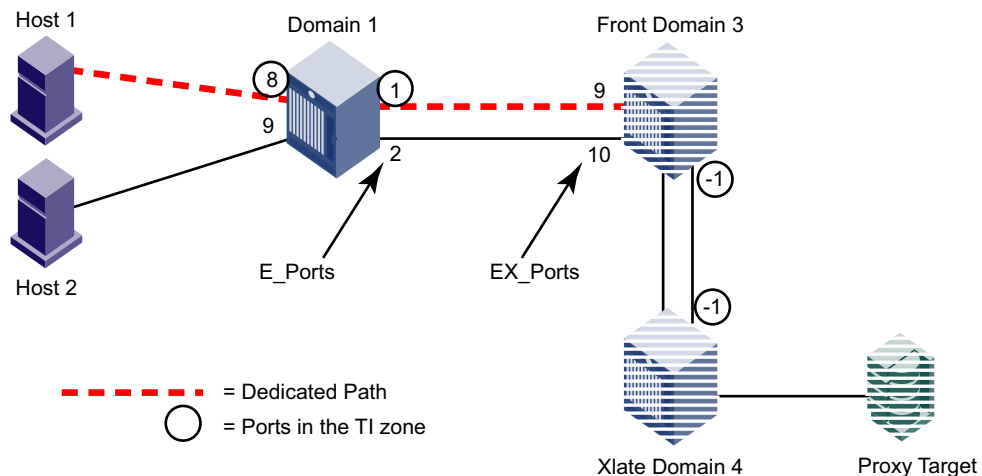 Host 1
Domain 1
Front Domain 3
8
1
9
9
2
10
-1
Host 2
E_Ports
EX_Ports
-1
= Dedicated Path
= Ports in the TI zone
Xlate Domain 4
Proxy Target